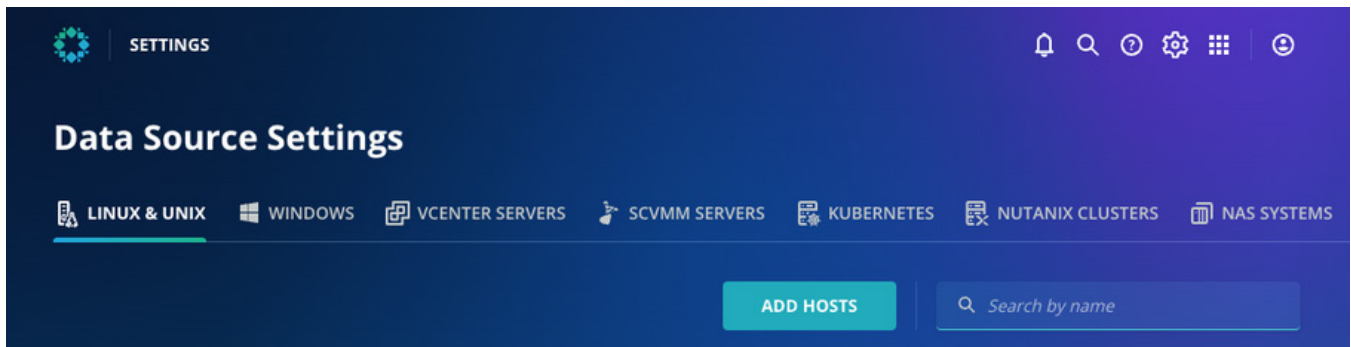 SETTINGS
Data Source Settings
LINUX & UNIX WINDOWS VCENTER SERVERS SCVMM SERVERS KUBERNETES NUTANIX CLUSTERS NAS SYSTEMS
ADD HOSTS Search by name